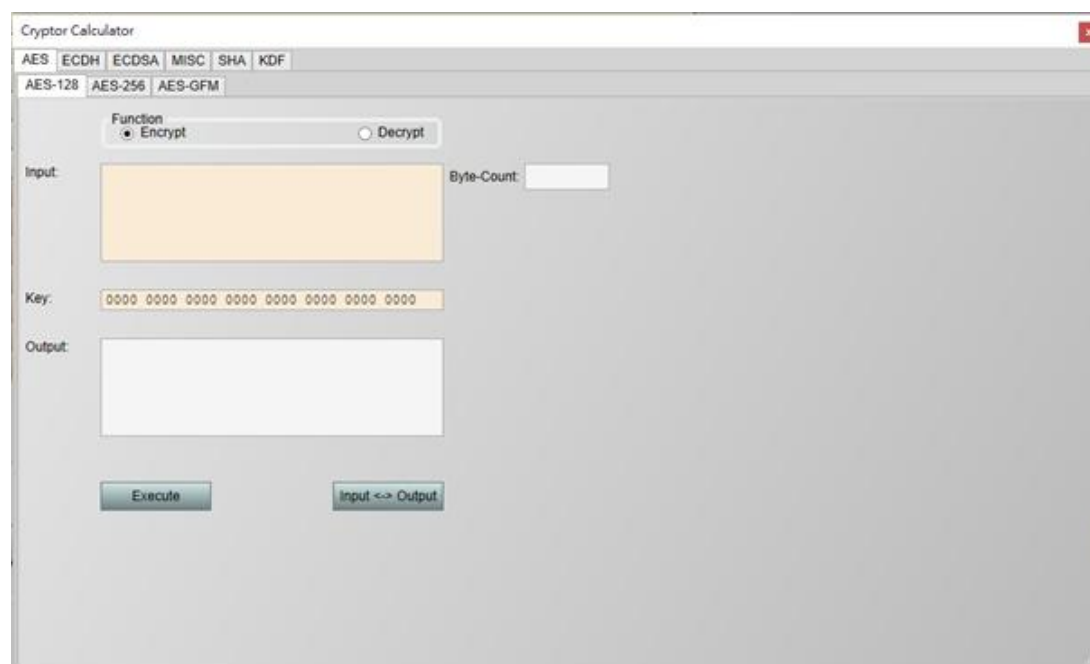 Cryptor Calculator
AES ECDH ECDSA MISC SHA KDF
AES-128 AES-256 AES-GFM
Function
Encrypt Decrypt
Input:
Byte-Count:
Key: 0000 0000 0000 0000 0000 0000 0000 0000
Output:
Execute Input <-> Output